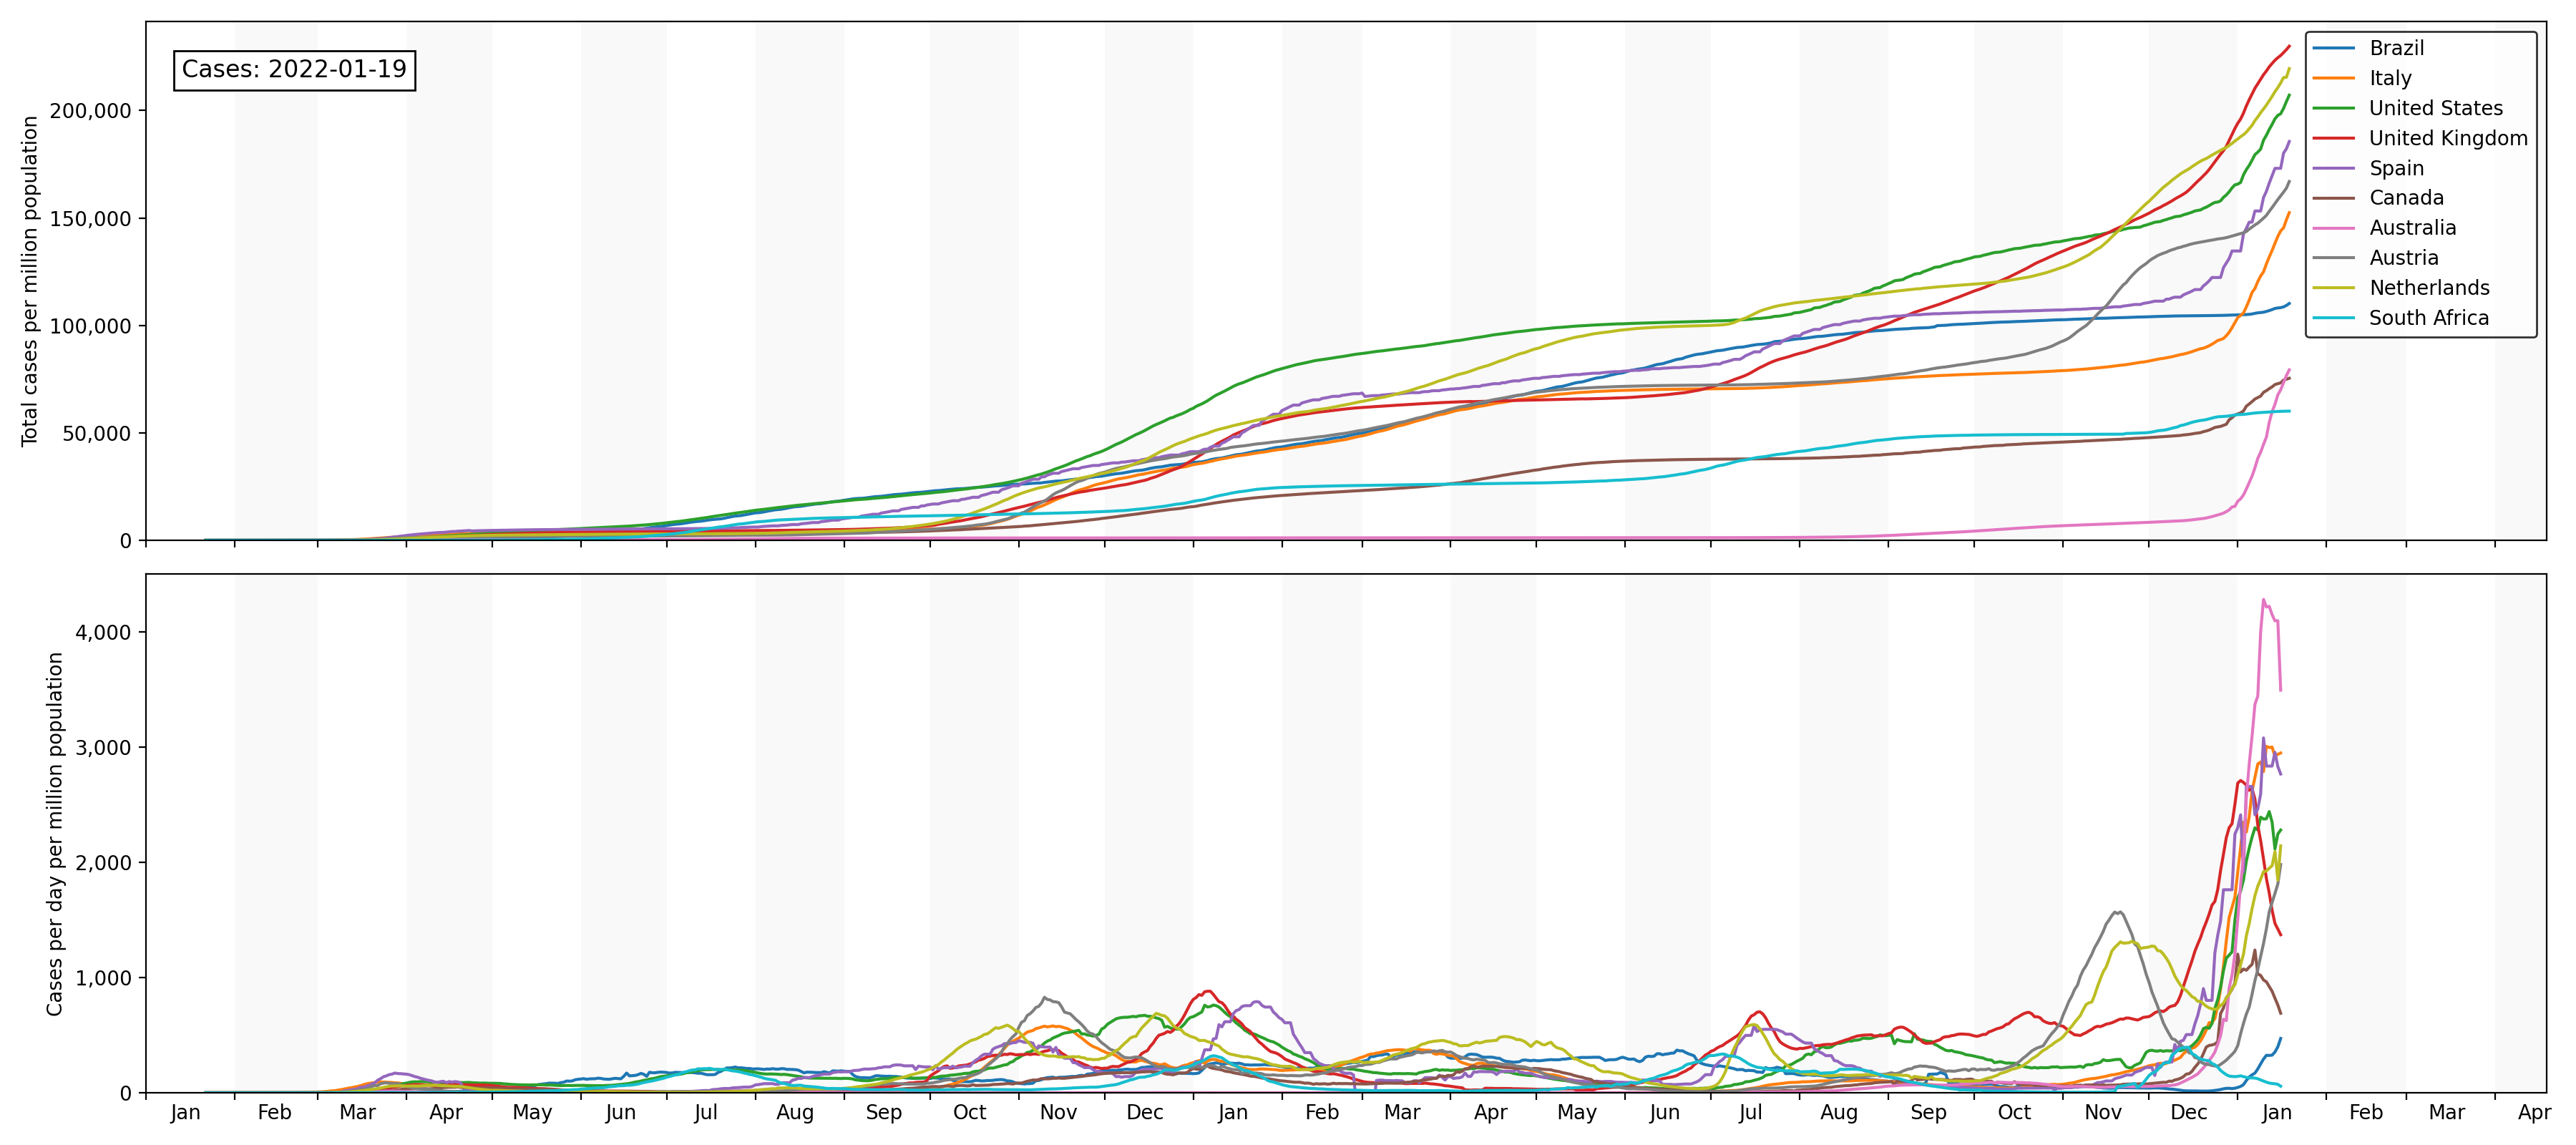 Cases: 2022-01-19
Total cases per million population
200,000
150,000
100,000
50,000
0
Brazil
Italy
United States
United Kingdom
Spain
Canada
Australia
Austria
Netherlands
South Africa
Cases per day per million population
4,000
3,000
2,000
1,000
0
Jan Feb Mar Apr May Jun Jul Aug Sep Oct Nov Dec Jan Feb Mar Apr May Jun Jul Aug Sep Oct Nov Dec Jan Feb Mar Apr